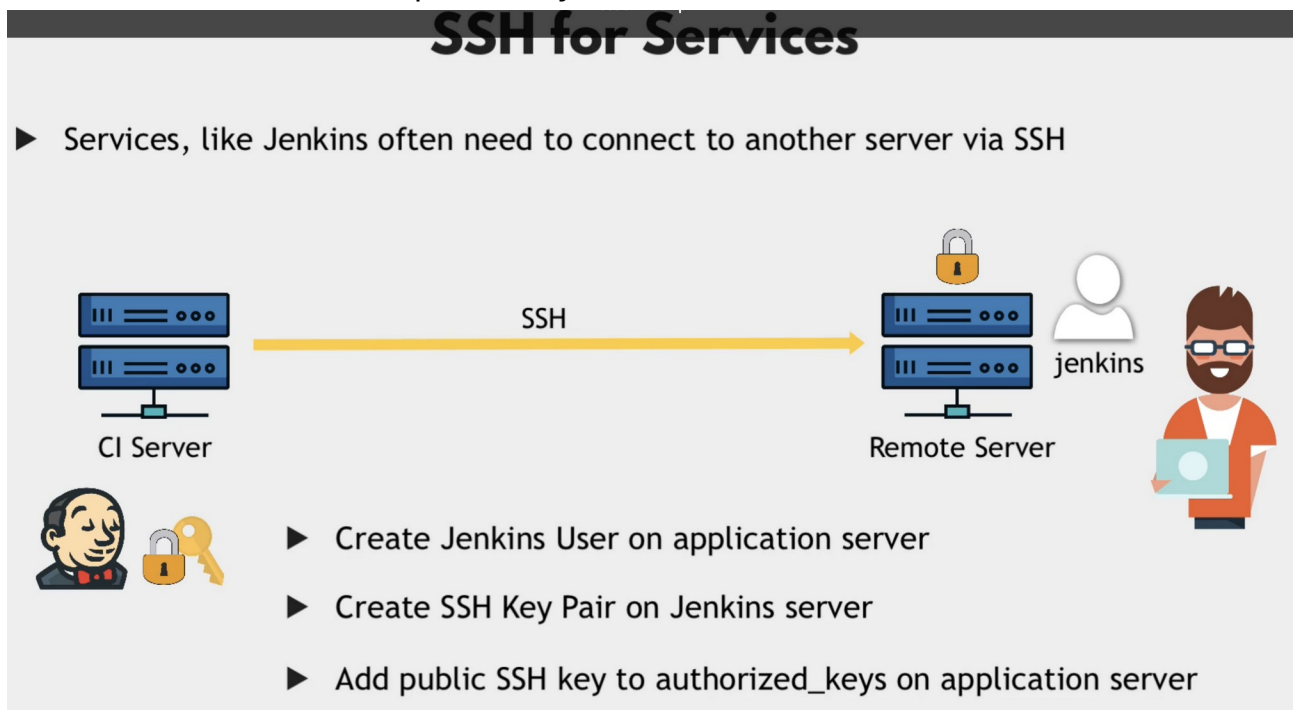 SSH for Services
▶ Services, like Jenkins often need to connect to another server via SSH
SSH
jenkins
CI Server
Remote Server
▶ Create Jenkins User on application server
▶ Create SSH Key Pair on Jenkins server
▶ Add public SSH key to authorized_keys on application server